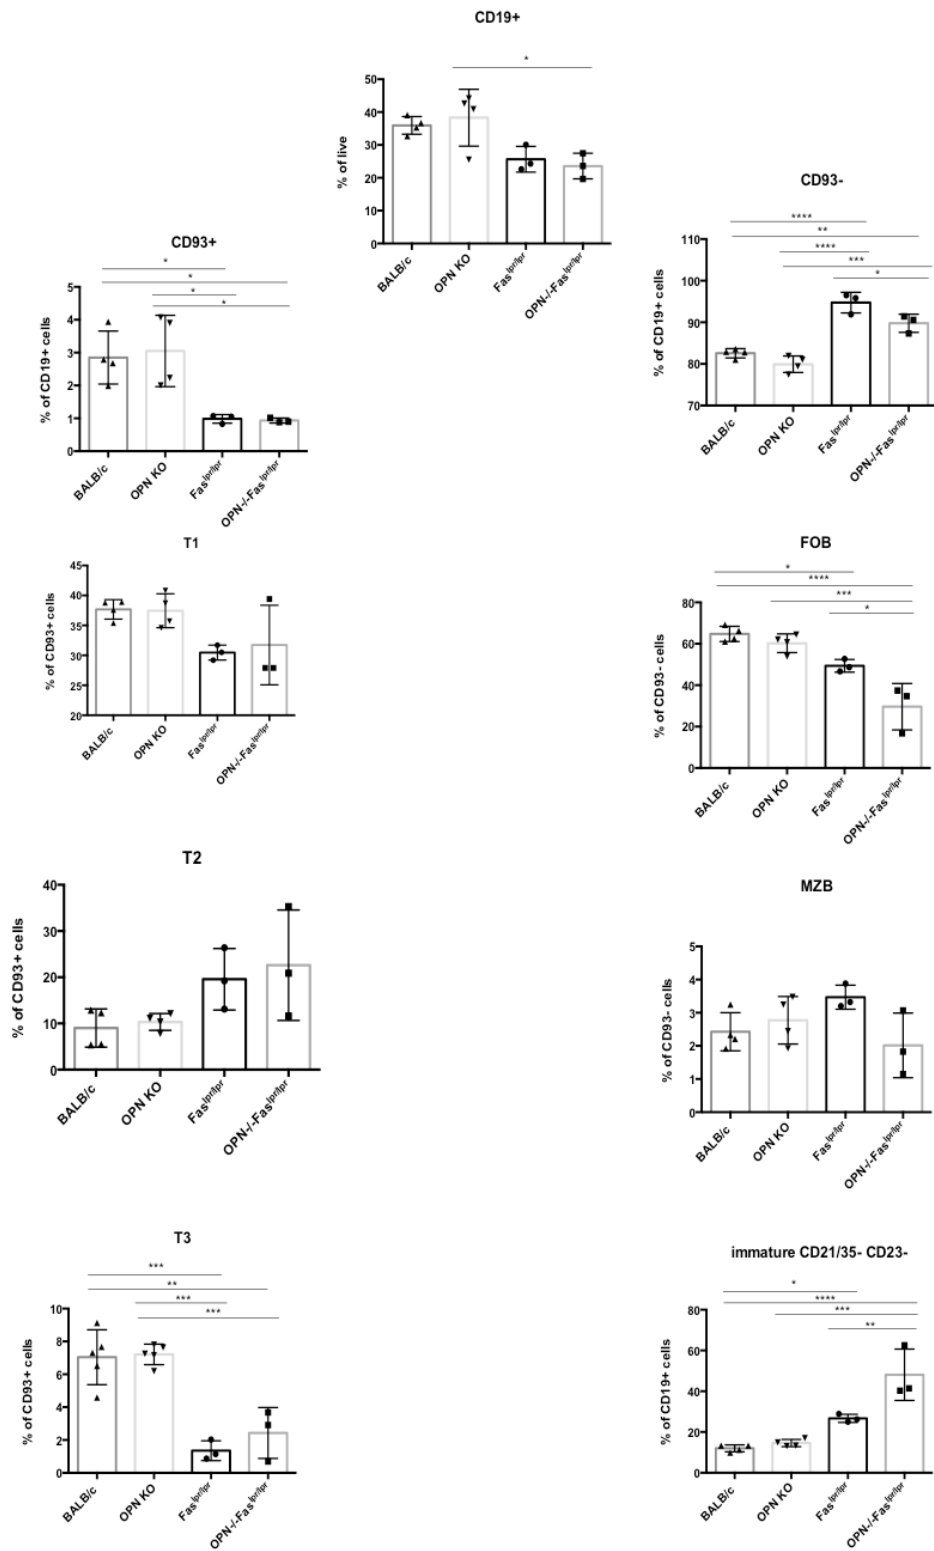 CD19+
*
50
40
30
20
10
0
% of live
BALB/c
OPN KO
Fas lpr/lpr
OPN-/-Fas lpr/lpr
CD93+
*
*
*
*
5
4
3
2
1
0
% of CD19+ cells
BALB/c
OPN KO
Fas lpr/lpr
OPN-/-Fas lpr/lpr
CD93-
****
**
****
***
*
110
100
90
80
70
% of CD19+ cells
BALB/c
OPN KO
Fas lpr/lpr
OPN-/-Fas lpr/lpr
T1
45
40
35
30
25
20
% of CD93+ cells
BALB/c
OPN KO
Fas lpr/lpr
OPN-/-Fas lpr/lpr
FOB
*
****
***
*
80
60
40
20
0
% of CD93- cells
BALB/c
OPN KO
Fas lpr/lpr
OPN-/-Fas lpr/lpr
T2
40
30
20
10
0
% of CD93+ cells
BALB/c
OPN KO
Fas lpr/lpr
OPN-/-Fas lpr/lpr
MZB
5
4
3
2
1
0
% of CD93- cells
BALB/c
OPN KO
Fas lpr/lpr
OPN-/-Fas lpr/lpr
T3
***
**
***
***
10
8
6
4
2
0
% of CD93+ cells
BALB/c
OPN KO
Fas lpr/lpr
OPN-/-Fas lpr/lpr
immature CD21/35- CD23-
*
****
***
**
80
60
40
20
0
% of CD19+ cells
BALB/c
OPN KO
Fas lpr/lpr
OPN-/-Fas lpr/lpr